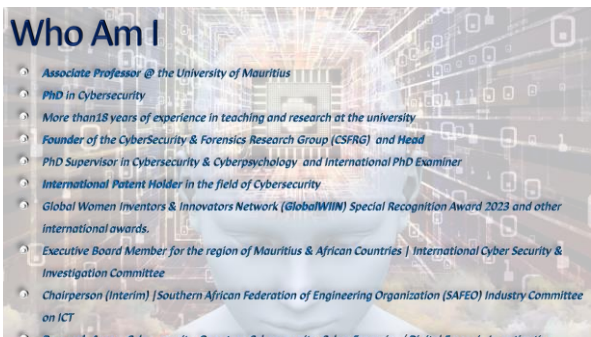 Who Am I
Associate Professor @ the University of Mauritius
PhD in Cybersecurity
More than18 years of experience in teaching and research at the university
Founder of the CyberSecurity & Forensics Research Group (CSFRG) and Head
PhD Supervisor in Cybersecurity & Cyberpsychology and International PhD Examiner
International Patent Holder in the field of Cybersecurity
Global Women Inventors & Innovators Network (GlobalWIIN) Special Recognition Award 2023 and other
international awards.
Executive Board Member for the region of Mauritius & African Countries | International Cyber Security &
Investigation Committee
Chairperson (Interim) |Southern African Federation of Engineering Organization (SAFEO) Industry Committee
on ICT